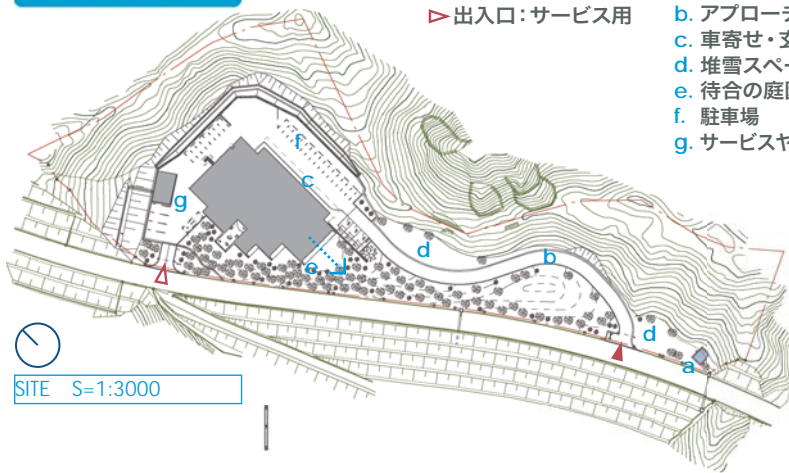 出入口：サービス用
b. アプローチ
c. 車寄せ・玄
d. 堆雪スペー
e. 待合の庭
f. 駐車場
g. サービスヤ
f
c
g
d
b
e
d
a
SITE S=1:3000